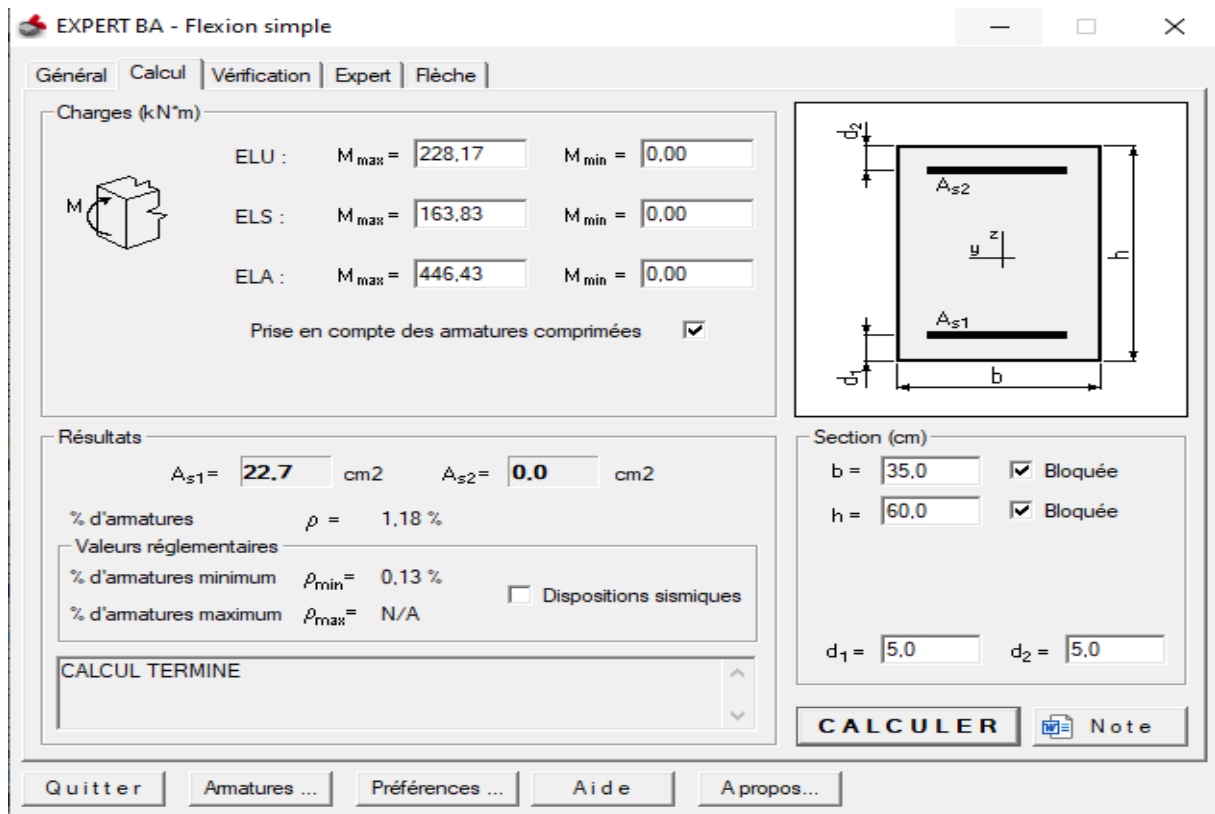 EXPERT BA - Flexion simple
Général Calcul Vérification Expert Flèche
Charges (kN*m)
ELU : M max = 228,17 M min = 0,00
M
ELS : M max = 163,83 M min = 0,00
ELA : M max = 446,43 M min = 0,00
Prise en compte des armatures comprimées
d2
As2
z
y
h
As1
d1
b
Résultats
As1= 22,7 cm2 As2= 0,0 cm2
% d'armatures ρ = 1,18 %
Valeurs réglementaires
% d'armatures minimum ρmin= 0,13 %
% d'armatures maximum ρmax= N/A
Dispositions sismiques
CALCUL TERMINE
Section (cm)
b = 35,0 Bloquée
h = 60,0 Bloquée
d1 = 5,0 d2 = 5,0
CALCULER Note
Quitter Armatures ... Préférences ... Aide A propos...